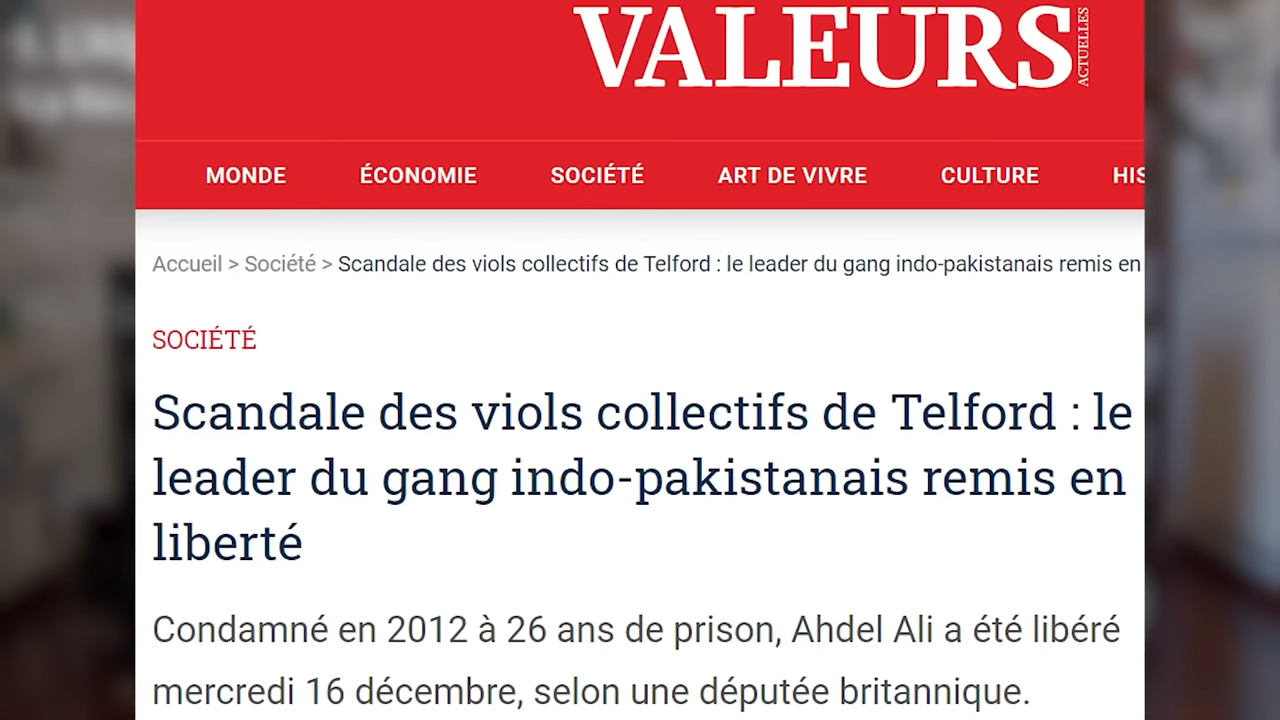 VALEURS
ACTUELLES
MONDE ÉCONOMIE SOCIÉTÉ ART DE VIVRE CULTURE HIS
Accueil > Société > Scandale des viols collectifs de Telford : le leader du gang indo-pakistanais remis en
SOCIÉTÉ
Scandale des viols collectifs de Telford : le
leader du gang indo-pakistanais remis en
liberté
Condamné en 2012 à 26 ans de prison, Ahdel Ali a été libéré
mercredi 16 décembre, selon une députée britannique.